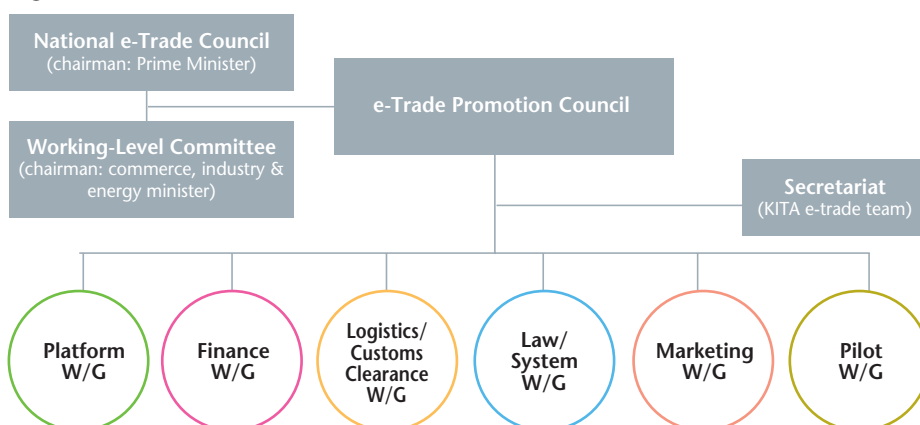 National e-Trade Council
(chairman: Prime Minister)
e-Trade Promotion Council
Working-Level Committee
(chairman: commerce, industry &
energy minister)
Secretariat
(KITA e-trade team)
Platform
W/G
Finance
W/G
Logistics/
Customs
Clearance
W/G
Law/
System
W/G
Marketing
W/G
Pilot
W/G